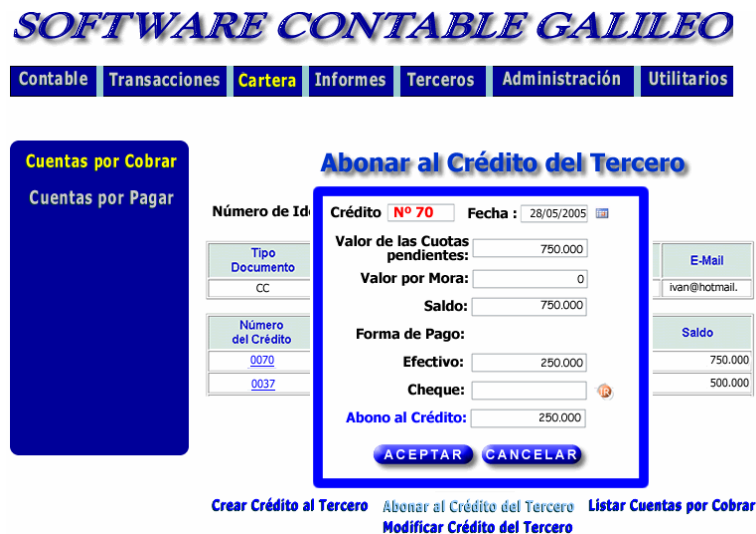 SOFTWARE CONTABLE GALILEO
Contable Transacciones Cartera Informes Terceros Administración Utilitarios
Cuentas por Cobrar
Cuentas por Pagar
Abonar al Crédito del Tercero
Número de Id
Crédito Nº 70 Fecha : 28/05/2005
Valor de las Cuotas
pendientes: 750.000
Valor por Mora: 0
Saldo: 750.000
Forma de Pago:
Efectivo: 250.000
Cheque:
IR
Abono al Crédito: 250.000
ACEPTAR CANCELAR
Tipo
Documento
E-Mail
CC
ivan@hotmail.
Número
del Crédito
Saldo
0070 750.000
0037 500.000
Crear Crédito al Tercero Abonar al Crédito del Tercero Listar Cuentas por Cobrar
Modificar Crédito del Tercero